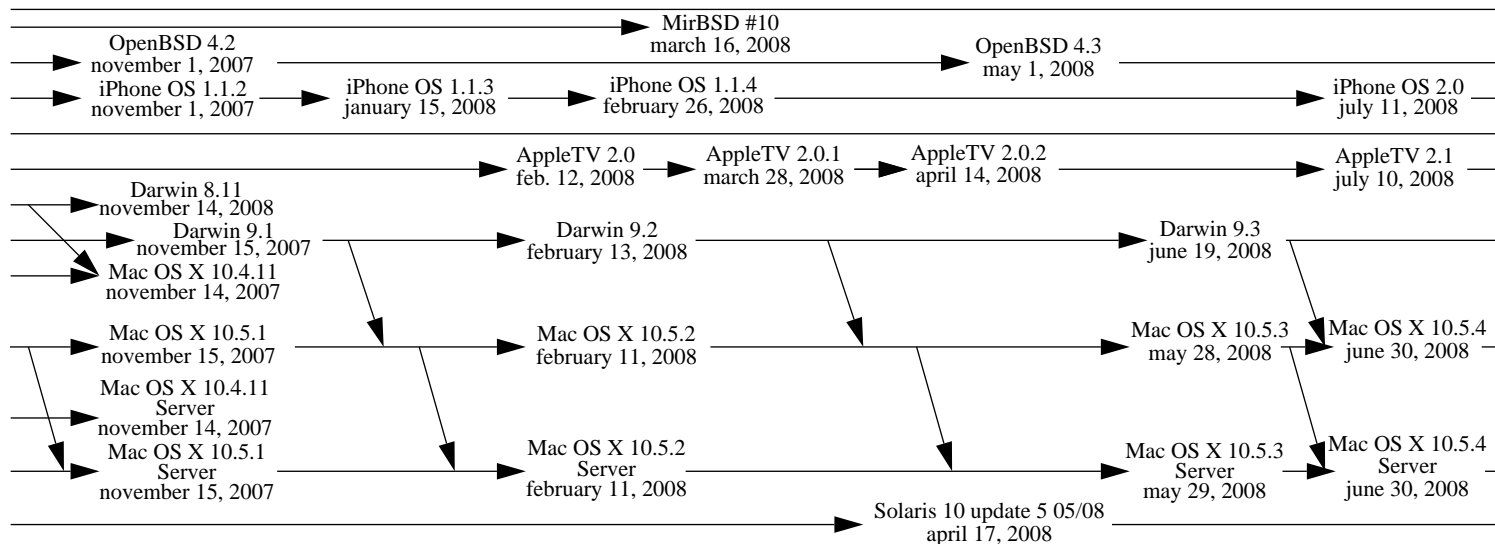 MirBSD #10
march 16, 2008
OpenBSD 4.2
november 1, 2007
OpenBSD 4.3
may 1, 2008
iPhone OS 1.1.2
november 1, 2007
iPhone OS 1.1.3
january 15, 2008
iPhone OS 1.1.4
february 26, 2008
iPhone OS 2.0
july 11, 2008
AppleTV 2.0
feb. 12, 2008
AppleTV 2.0.1
march 28, 2008
AppleTV 2.0.2
april 14, 2008
AppleTV 2.1
july 10, 2008
Darwin 8.11
november 14, 2008
Darwin 9.1
november 15, 2007
Darwin 9.2
february 13, 2008
Darwin 9.3
june 19, 2008
Mac OS X 10.4.11
november 14, 2007
Mac OS X 10.5.1
november 15, 2007
Mac OS X 10.5.2
february 11, 2008
Mac OS X 10.5.3
may 28, 2008
Mac OS X 10.5.4
june 30, 2008
Mac OS X 10.4.11
Server
november 14, 2007
Mac OS X 10.5.1
Server
november 15, 2007
Mac OS X 10.5.2
Server
february 11, 2008
Mac OS X 10.5.3
Server
may 29, 2008
Mac OS X 10.5.4
Server
june 30, 2008
Solaris 10 update 5 05/08
april 17, 2008